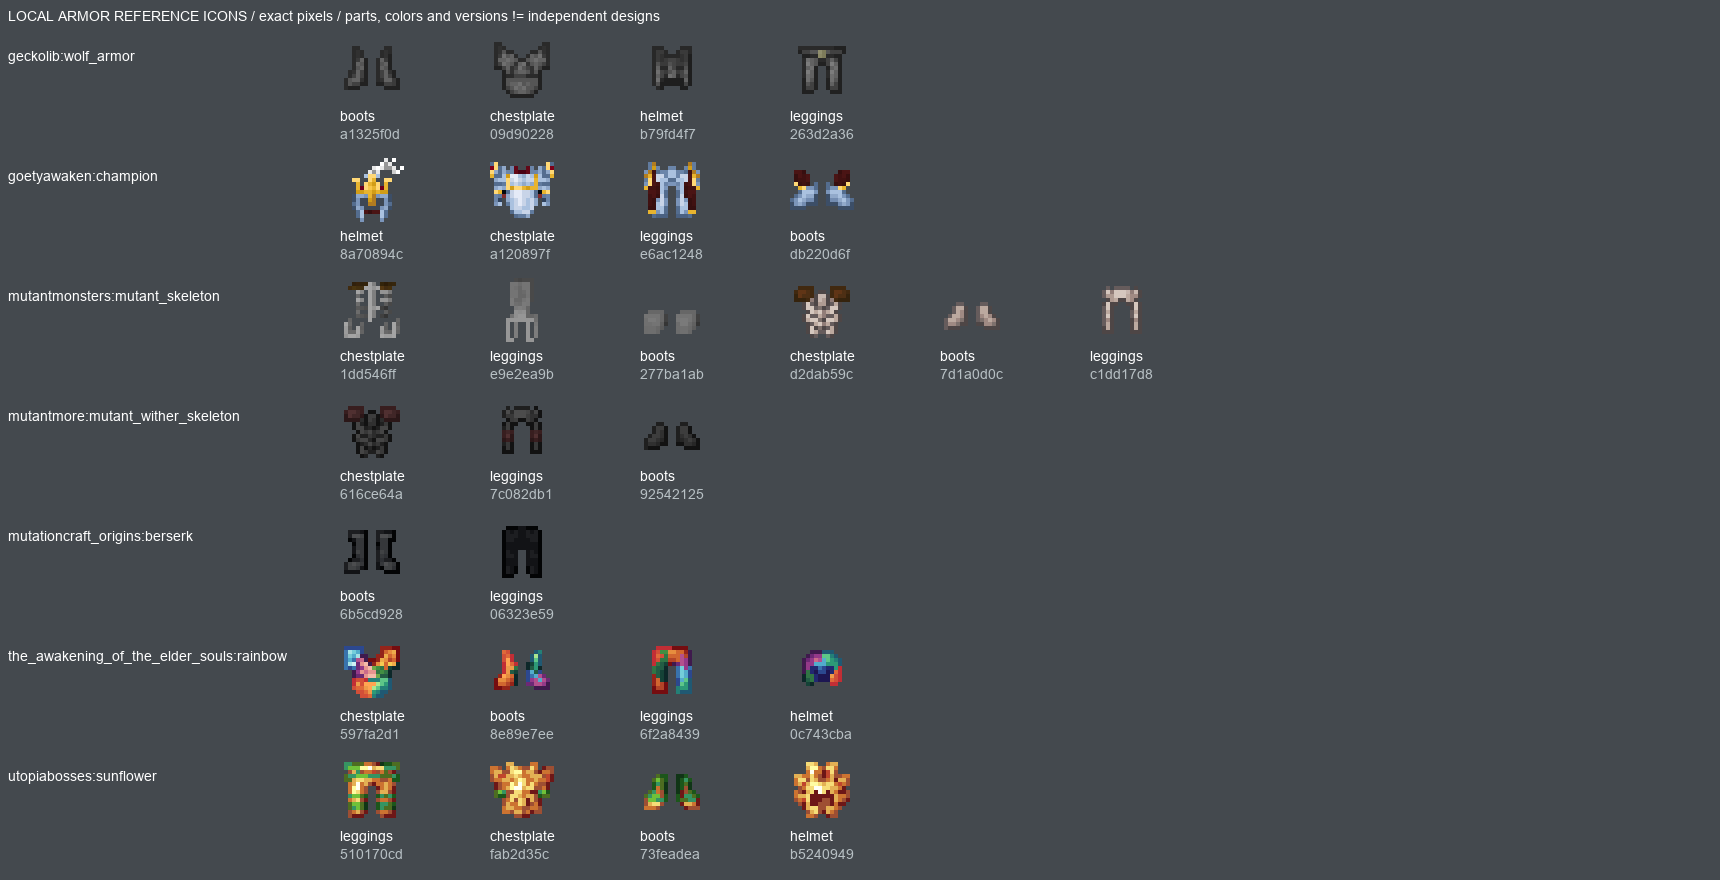 LOCAL ARMOR REFERENCE ICONS / exact pixels / parts, colors and versions != independent designs
geckolib:wolf_armor
boots chestplate helmet leggings
a1325f0d 09d90228 b79fd4f7 263d2a36
goetyawaken:champion
helmet chestplate leggings boots
8a70894c a120897f e6ac1248 db220d6f
mutantmonsters:mutant_skeleton
chestplate leggings boots chestplate boots leggings
1dd546ff e9e2ea9b 277ba1ab d2dab59c 7d1a0d0c c1dd17d8
mutantmore:mutant_wither_skeleton
chestplate leggings boots
616ce64a 7c082db1 92542125
mutationcraft_origins:berserk
boots leggings
6b5cd928 06323e59
the_awakening_of_the_elder_souls:rainbow
chestplate boots leggings helmet
597fa2d1 8e89e7ee 6f2a8439 0c743cba
utopiabosses:sunflower
leggings chestplate boots helmet
510170cd fab2d35c 73feadea b5240949